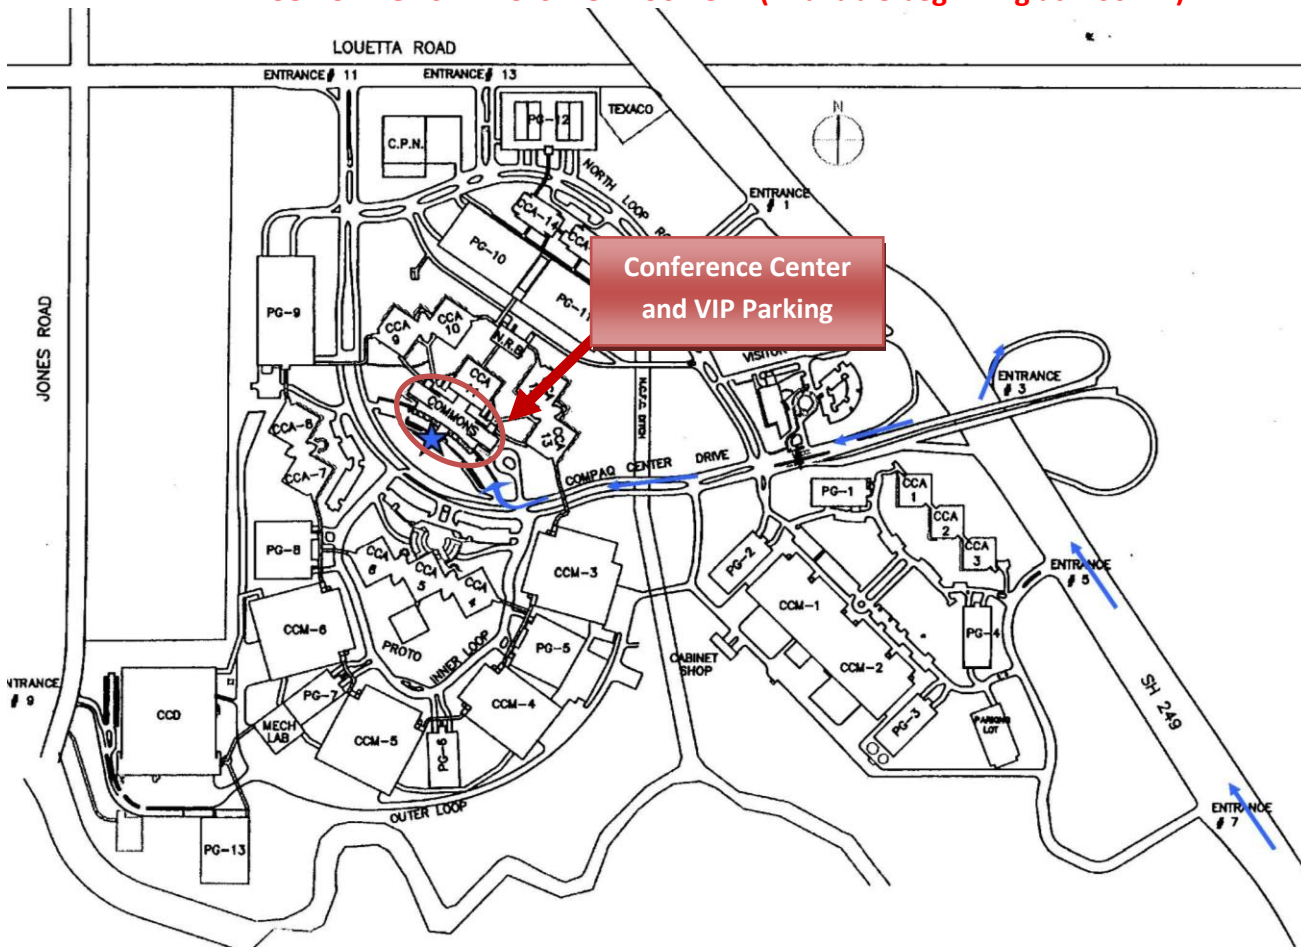 LOUETTA ROAD
ENTRANCE # 11
ENTRANCE # 13
TEXACO
PG-12
C.P.N.
N
NORTH LOOP
ENTRANCE
# 1
CCA-14
PG-10
Conference Center
and VIP Parking
PG-11
PG-9
CCA
10
CCA
9
N.R.B.
VISITOR
JONES ROAD
CCA
COMMONS
ENTRANCE
# 3
CCA
13
H.C.F.C. DITCH
CCA-8
CCA-7
COMPAQ CENTER DRIVE
PG-1
CCA
1
CCA
2
CCA
3
PG-8
CCA
6
CCA
5
CCA
4
CCM-3
PG-2
ENTRANCE
# 5
CCM-1
CCM-6
PROTO
INNER LOOP
PG-5
PG-4
CABINET
SHOP
CCM-2
ENTRANCE
# 9
CCD
PG-7
CCM-4
SH 249
MECH
LAB
CCM-5
PG-6
PG-3
PARKING
LOT
OUTER LOOP
ENTRANCE
# 7
PG-13